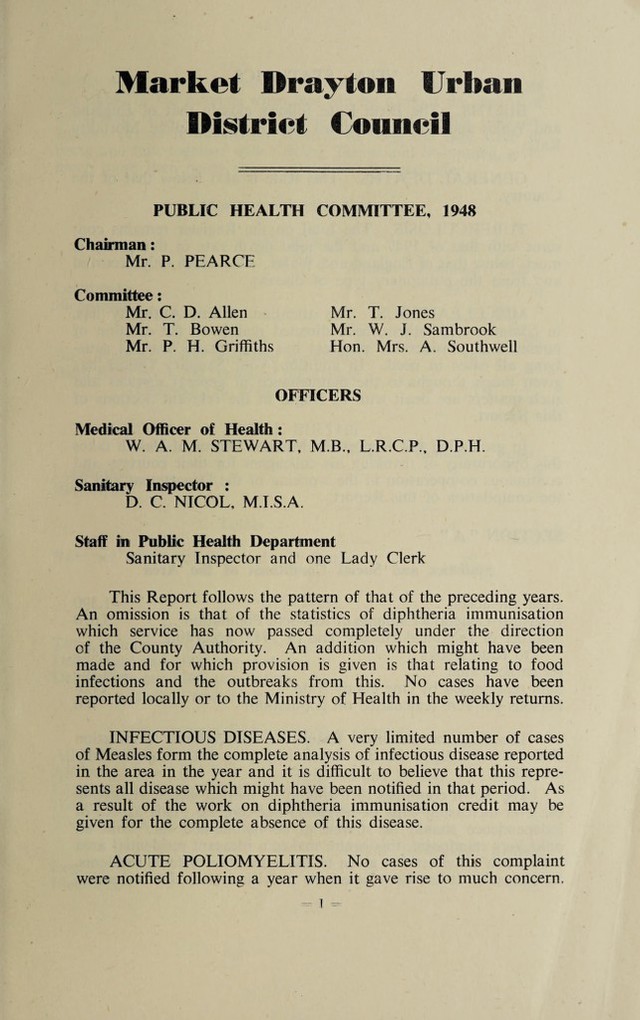 Market Drayton Urban
District Council
PUBLIC HEALTH COMMITTEE, 1948
Chairman :
Mr. P. PEARCE
Committee :
Mr. C. D. Allen Mr. T. Jones
Mr. T. Bowen Mr. W. J. Sambrook
Mr. P. H. Griffiths Hon. Mrs. A. Southwell
OFFICERS
Medical Officer of Health :
W. A. M. STEWART, M.B., L.R.C.P., D.P.H.
Sanitary Inspector :
D. C. NICOL, M.I.S.A.
Staff in Public Health Department
Sanitary Inspector and one Lady Clerk
This Report follows the pattern of that of the preceding years.
An omission is that of the statistics of diphtheria immunisation
which service has now passed completely under the direction
of the County Authority. An addition which might have been
made and for which provision is given is that relating to food
infections and the outbreaks from this. No cases have been
reported locally or to the Ministry of Health in the weekly returns.
INFECTIOUS DISEASES. A very limited number of cases
of Measles form the complete analysis of infectious disease reported
in the area in the year and it is difficult to believe that this repre-
sents all disease which might have been notified in that period. As
a result of the work on diphtheria immunisation credit may be
given for the complete absence of this disease.
ACUTE POLIOMYELITIS. No cases of this complaint
were notified following a year when it gave rise to much concern.
— 1 —